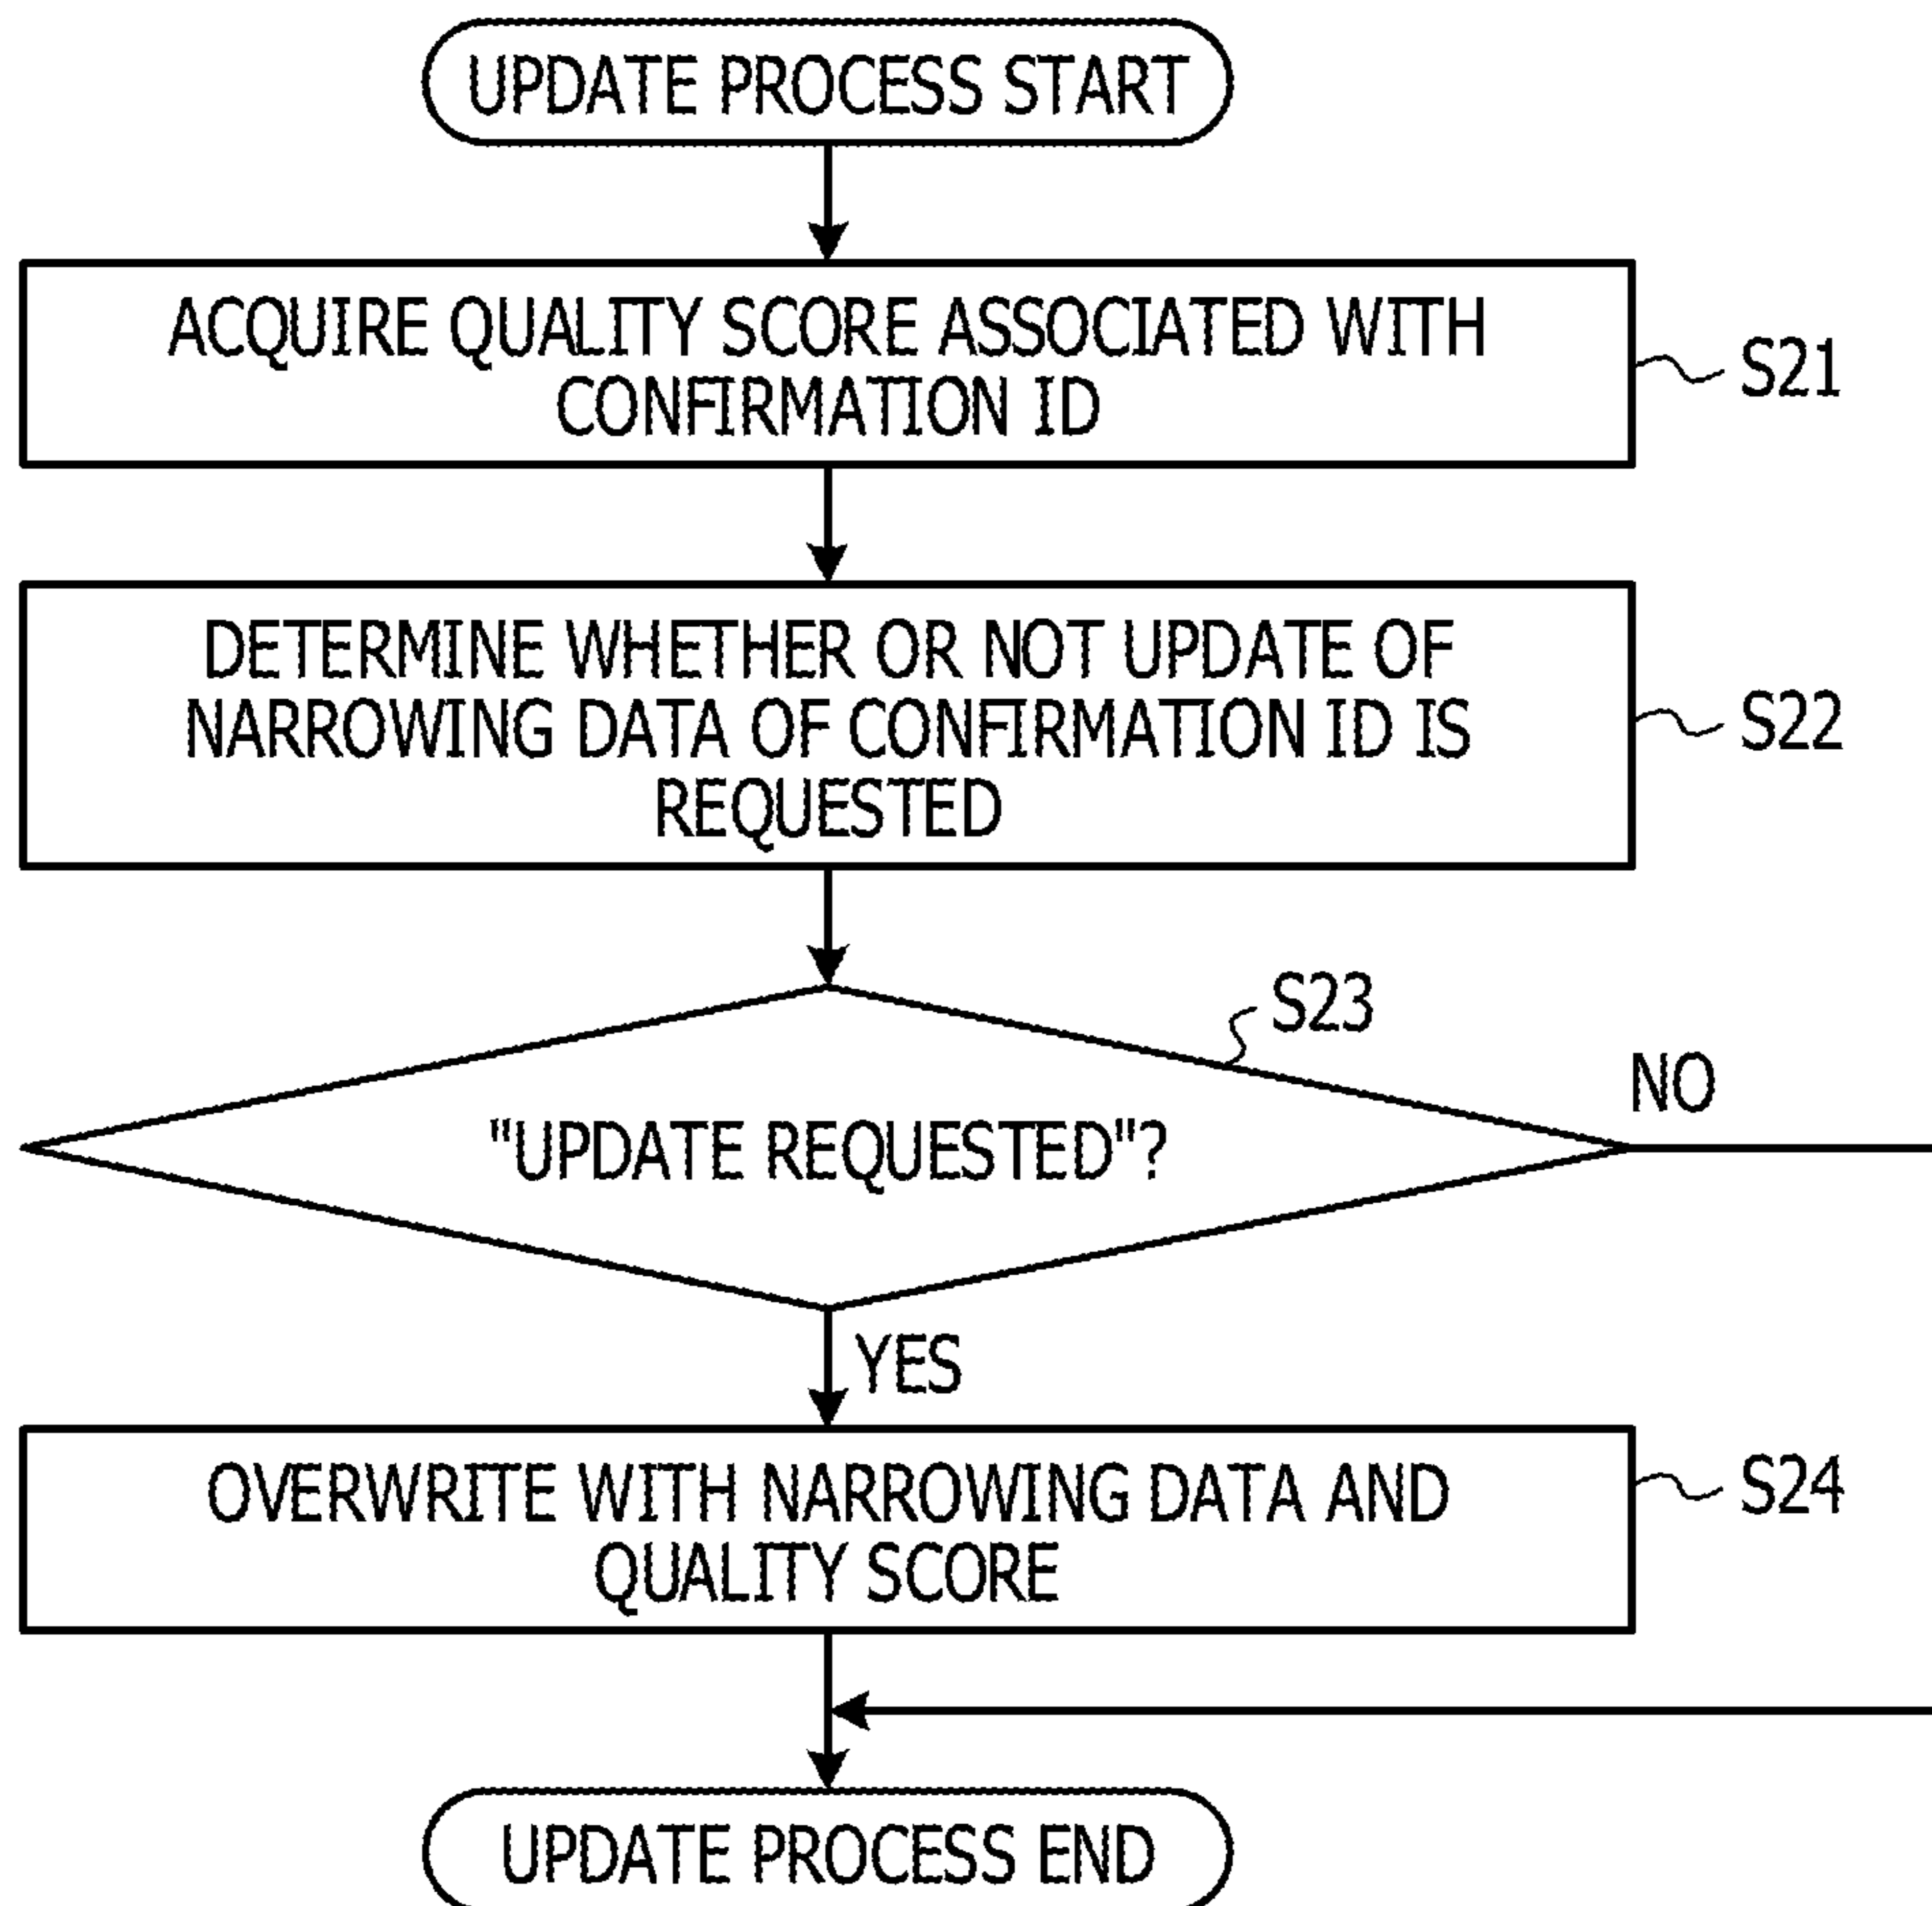 UPDATE PROCESS START
ACQUIRE QUALITY SCORE ASSOCIATED WITH
CONFIRMATION ID
S21
DETERMINE WHETHER OR NOT UPDATE OF
NARROWING DATA OF CONFIRMATION ID IS
REQUESTED
S22
S23
"UPDATE REQUESTED"?
NO
YES
OVERWRITE WITH NARROWING DATA AND
QUALITY SCORE
S24
UPDATE PROCESS END